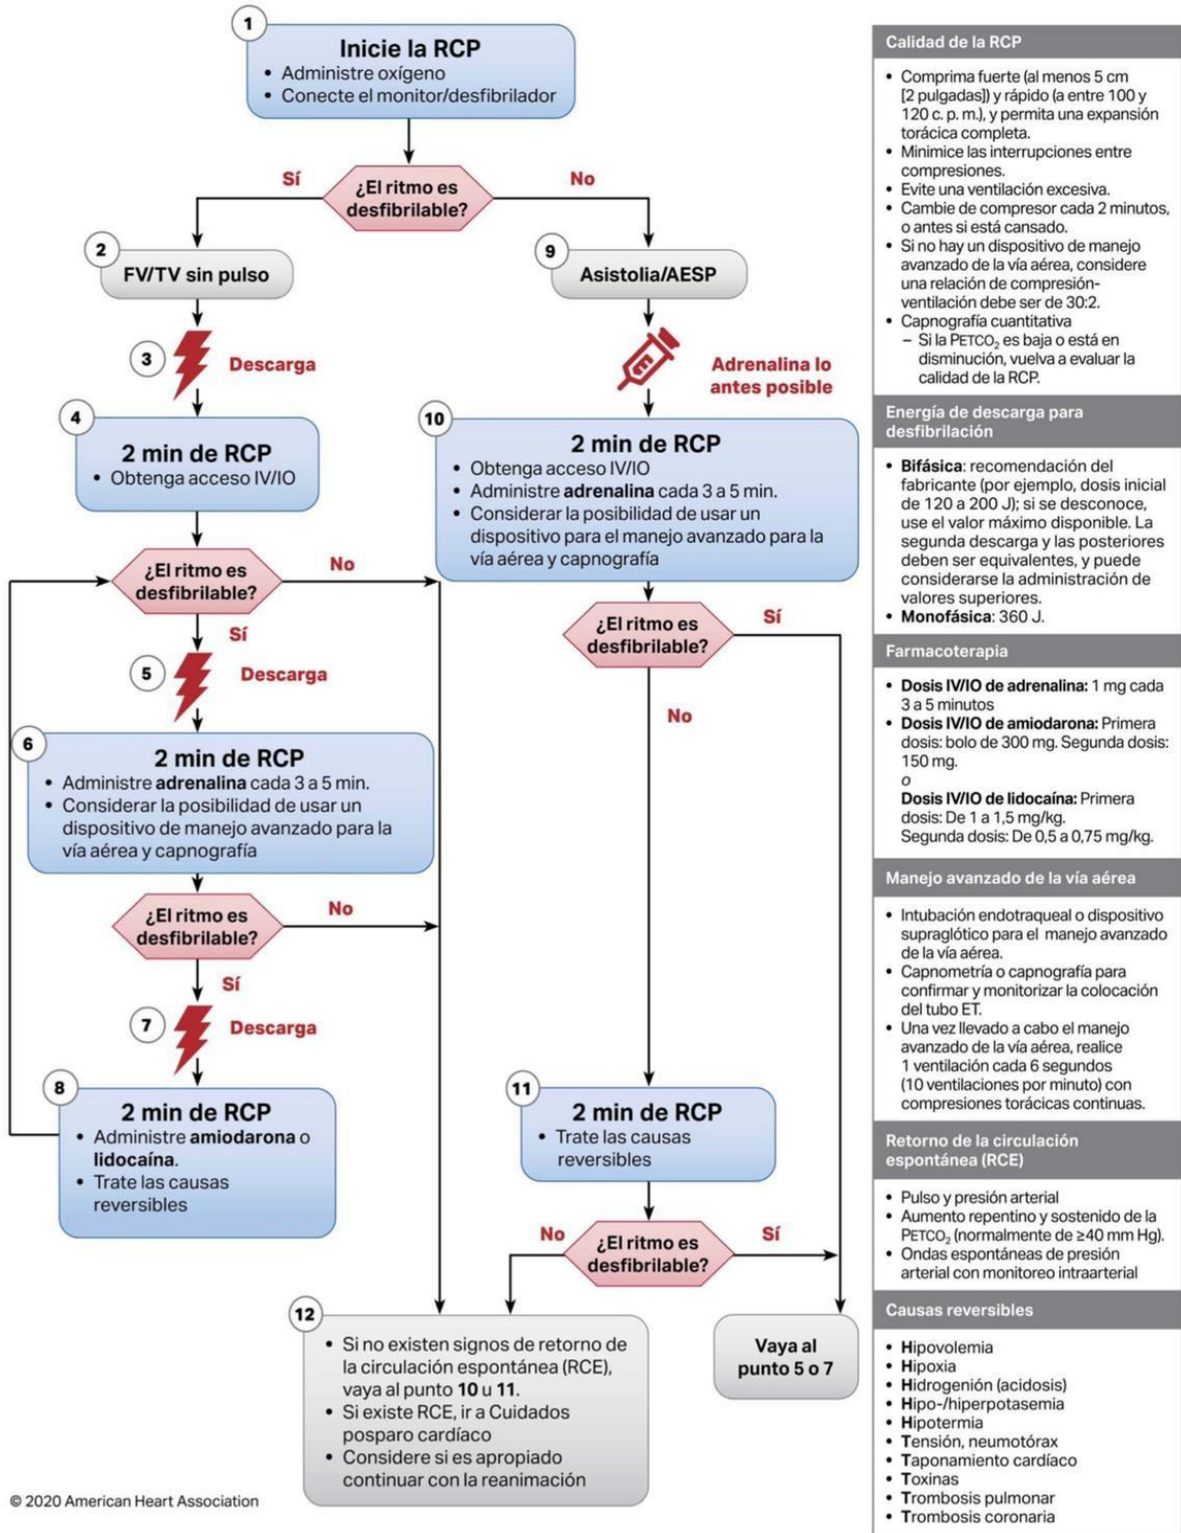 1
Inicie la RCP
• Administre oxígeno
• Conecte el monitor/desfibrilador
¿El ritmo es
desfibrilable?
Sí
No
2
FV/TV sin pulso
3
Descarga
4
2 min de RCP
• Obtenga acceso IV/IO
¿El ritmo es
desfibrilable?
No
Sí
5
Descarga
6
2 min de RCP
• Administre adrenalina cada 3 a 5 min.
• Considerar la posibilidad de usar un
dispositivo de manejo avanzado para la
vía aérea y capnografía
¿El ritmo es
desfibrilable?
No
Sí
7
Descarga
8
2 min de RCP
• Administre amiodarona o
lidocaína.
• Trate las causas
reversibles
9
Asistolia/AESP
Adrenalina lo
antes posible
10
2 min de RCP
• Obtenga acceso IV/IO
• Administre adrenalina cada 3 a 5 min.
• Considerar la posibilidad de usar un
dispositivo para el manejo avanzado para la
vía aérea y capnografía
¿El ritmo es
desfibrilable?
Sí
No
11
2 min de RCP
• Trate las causas
reversibles
No
¿El ritmo es
desfibrilable?
Sí
12
• Si no existen signos de retorno de
la circulación espontánea (RCE),
vaya al punto 10 u 11.
• Si existe RCE, ir a Cuidados
posparo cardíaco
• Considere si es apropiado
continuar con la reanimación
Vaya al
punto 5 o 7
© 2020 American Heart Association
Calidad de la RCP
• Comprima fuerte (al menos 5 cm
[2 pulgadas]) y rápido (a entre 100 y
120 c. p. m.), y permita una expansión
torácica completa.
• Minimice las interrupciones entre
compresiones.
• Evite una ventilación excesiva.
• Cambie de compresor cada 2 minutos,
o antes si está cansado.
• Si no hay un dispositivo de manejo
avanzado de la vía aérea, considere
una relación de compresión-
ventilación debe ser de 30:2.
• Capnografía cuantitativa
– Si la PETCO₂ es baja o está en
disminución, vuelva a evaluar la
calidad de la RCP.
Energía de descarga para
desfibrilación
• Bifásica: recomendación del
fabricante (por ejemplo, dosis inicial
de 120 a 200 J); si se desconoce,
use el valor máximo disponible. La
segunda descarga y las posteriores
deben ser equivalentes, y puede
considerarse la administración de
valores superiores.
• Monofásica: 360 J.
Farmacoterapia
• Dosis IV/IO de adrenalina: 1 mg cada
3 a 5 minutos
• Dosis IV/IO de amiodarona: Primera
dosis: bolo de 300 mg. Segunda dosis:
150 mg.
o
Dosis IV/IO de lidocaína: Primera
dosis: De 1 a 1,5 mg/kg.
Segunda dosis: De 0,5 a 0,75 mg/kg.
Manejo avanzado de la vía aérea
• Intubación endotraqueal o dispositivo
supraglótico para el manejo avanzado
de la vía aérea.
• Capnometría o capnografía para
confirmar y monitorizar la colocación
del tubo ET.
• Una vez llevado a cabo el manejo
avanzado de la vía aérea, realice
1 ventilación cada 6 segundos
(10 ventilaciones por minuto) con
compresiones torácicas continuas.
Retorno de la circulación
espontánea (RCE)
• Pulso y presión arterial
• Aumento repentino y sostenido de la
PETCO₂ (normalmente de ≥40 mm Hg).
• Ondas espontáneas de presión
arterial con monitoreo intraarterial
Causas reversibles
• Hipovolemia
• Hipoxia
• Hidrogenión (acidosis)
• Hipo-/hiperpotasemia
• Hipotermia
• Tensión, neumotórax
• Taponamiento cardíaco
• Toxinas
• Trombosis pulmonar
• Trombosis coronaria